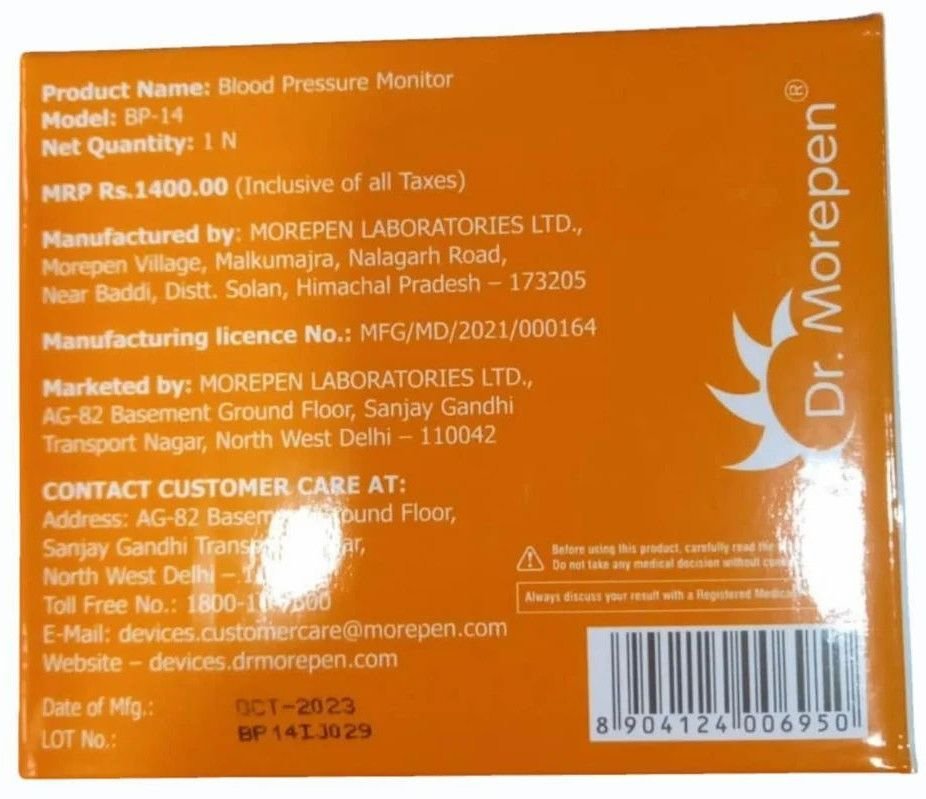 Product Name: Blood Pressure Monitor
Model: BP-14
Net Quantity: 1 N
MRP Rs.1400.00 (Inclusive of all Taxes)
Manufactured by: MOREPEN LABORATORIES LTD.,
Morepen Village, Malkumajra, Nalagarh Road,
Near Baddi, Distt. Solan, Himachal Pradesh – 173205
Manufacturing licence No.: MFG/MD/2021/000164
Marketed by: MOREPEN LABORATORIES LTD.,
AG-82 Basement Ground Floor, Sanjay Gandhi
Transport Nagar, North West Delhi – 110042
CONTACT CUSTOMER CARE AT:
Address: AG-82 Floor,
Sanjay Gandhi
North West Delhi –
Toll Free No.:
E-Mail: devices.customercare@morepen.com
Website – devices.drmorepen.com
Date of Mfg.: OCT-2023
LOT No.: BP14IJ029
Dr. Morepen®
Before using this product, carefully read the
Do not take any medical decision without
Always discuss your result with a Registered
8 904124 006950